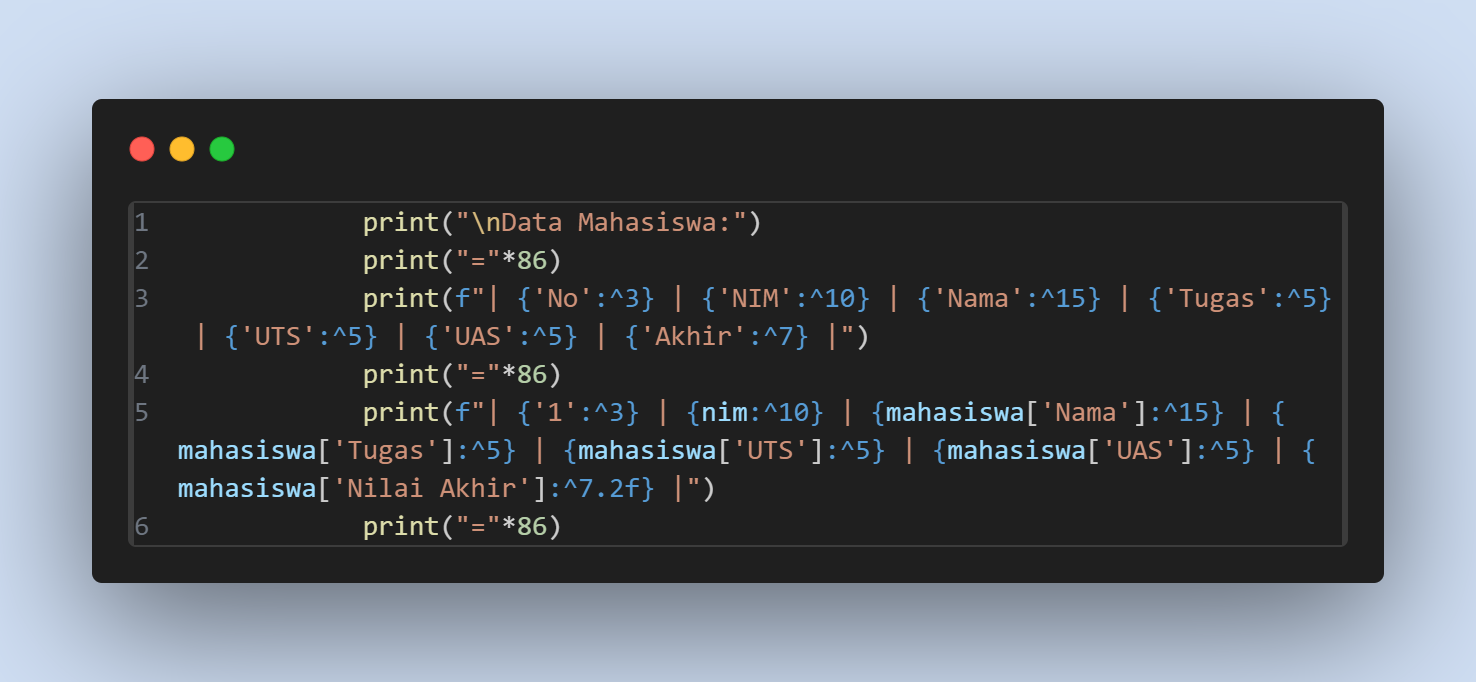 1 print("\nData Mahasiswa:")
2 print("="*86)
3 print(f"| {'No':^3} | {'NIM':^10} | {'Nama':^15} | {'Tugas':^5}
| {'UTS':^5} | {'UAS':^5} | {'Akhir':^7} |")
4 print("="*86)
5 print(f"| {'1':^3} | {nim:^10} | {mahasiswa['Nama']:^15} | {
mahasiswa['Tugas']:^5} | {mahasiswa['UTS']:^5} | {mahasiswa['UAS']:^5} | {
mahasiswa['Nilai Akhir']:^7.2f} |")
6 print("="*86)